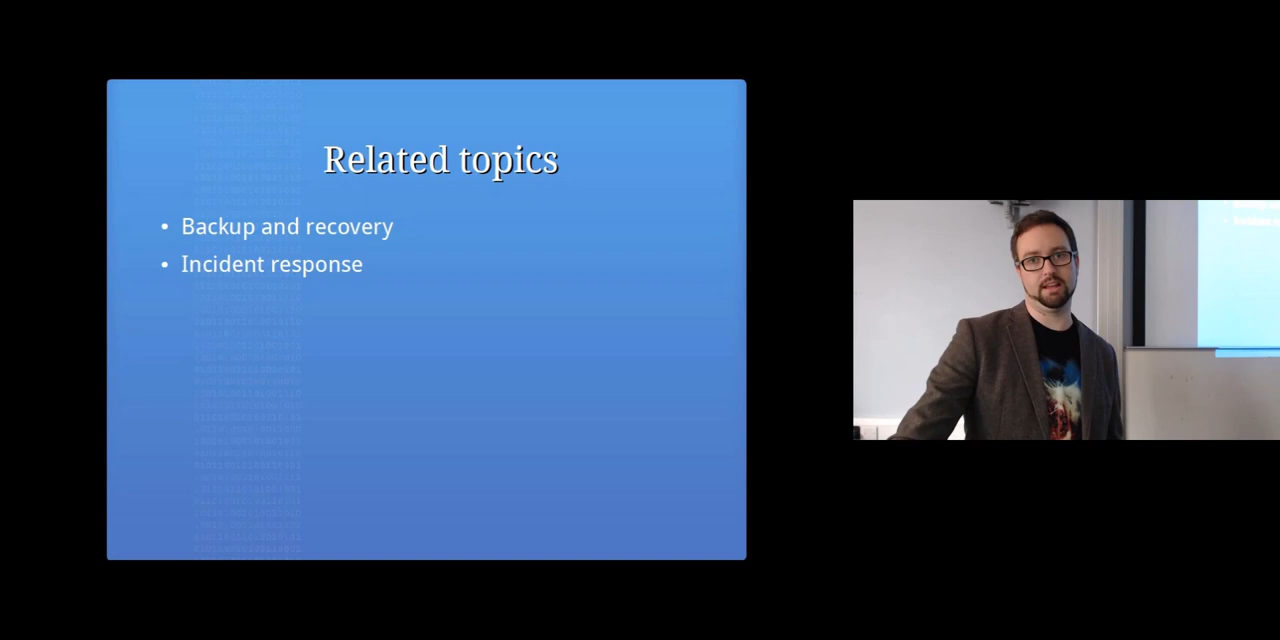 Related topics
• Backup and recovery
• Incident response